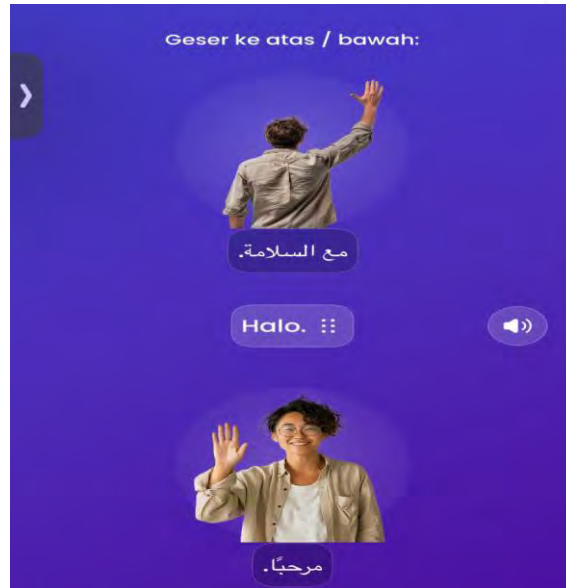 Geser ke atas / bawah:
مع السلامة.
Halo.
مرحبًا.